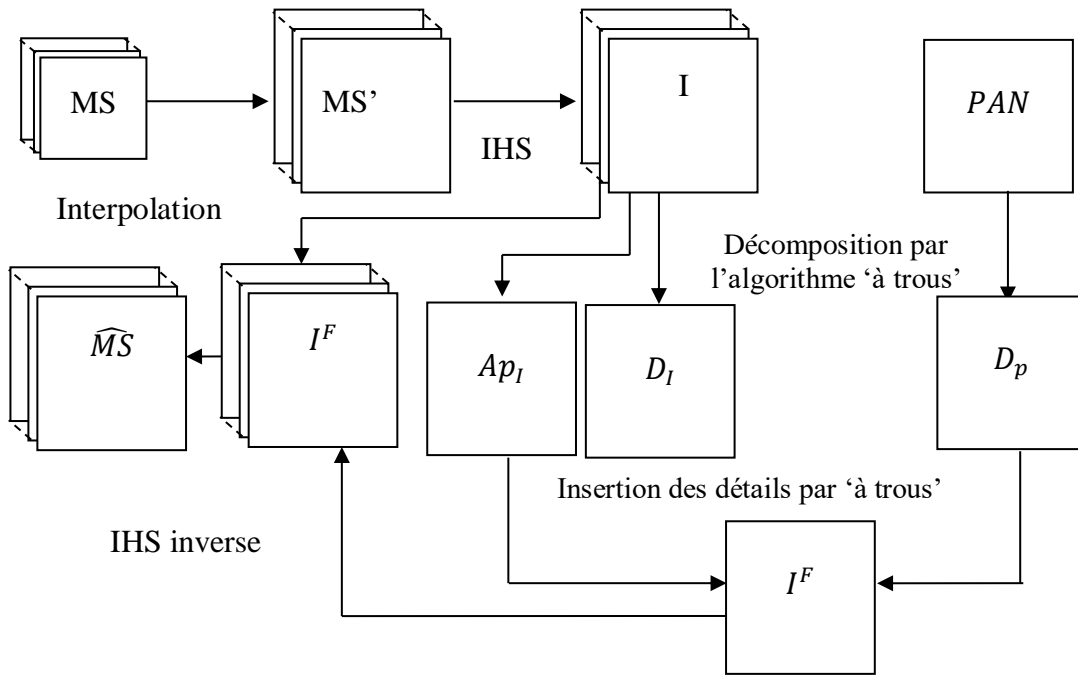 MS
MS’
I
PAN
IHS
Interpolation
Décomposition par
l’algorithme ‘à trous’
\widehat{MS}
I^F
Ap_I
D_I
D_p
Insertion des détails par ‘à trous’
IHS inverse
I^F